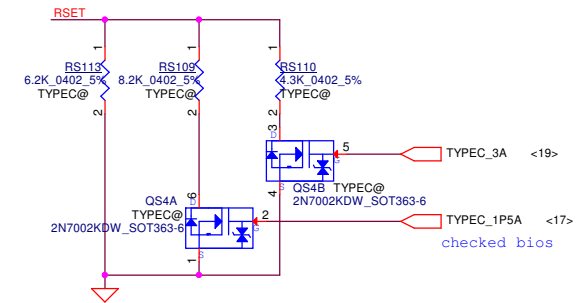 RSET
1 1 1
RS113 RS109 RS110
6.2K_0402_5% 8.2K_0402_5% 4.3K_0402_5%
TYPEC@ TYPEC@ TYPEC@
2 2 2
3
D
5 TYPEC_3A <19>
G
S
4
QS4B TYPEC@
2N7002KDW_SOT363-6
6
QS4A
D
TYPEC@
2N7002KDW_SOT363-6
2 TYPEC_1P5A <17>
G
S
1
checked bios